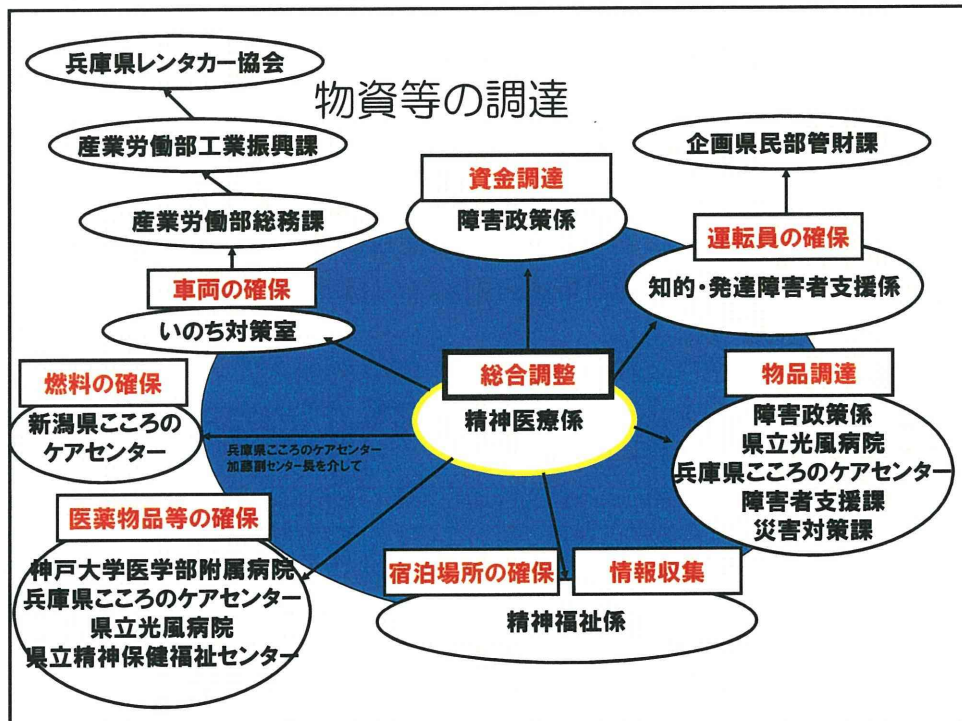 兵庫県レンタカー協会
物資等の調達
産業労働部工業振興課
企画県民部管財課
資金調達
障害政策係
産業労働部総務課
運転員の確保
知的・発達障害者支援係
車両の確保
いのち対策室
総合調整
精神医療係
燃料の確保
新潟県こころの
ケアセンター
兵庫県こころのケアセンター
加藤副センター長を介して
物品調達
障害政策係
県立光風病院
兵庫県こころのケアセンター
障害者支援課
災害対策課
医薬物品等の確保
神戸大学医学部附属病院
兵庫県こころのケアセンター
県立光風病院
県立精神保健福祉センター
宿泊場所の確保
情報収集
精神福祉係